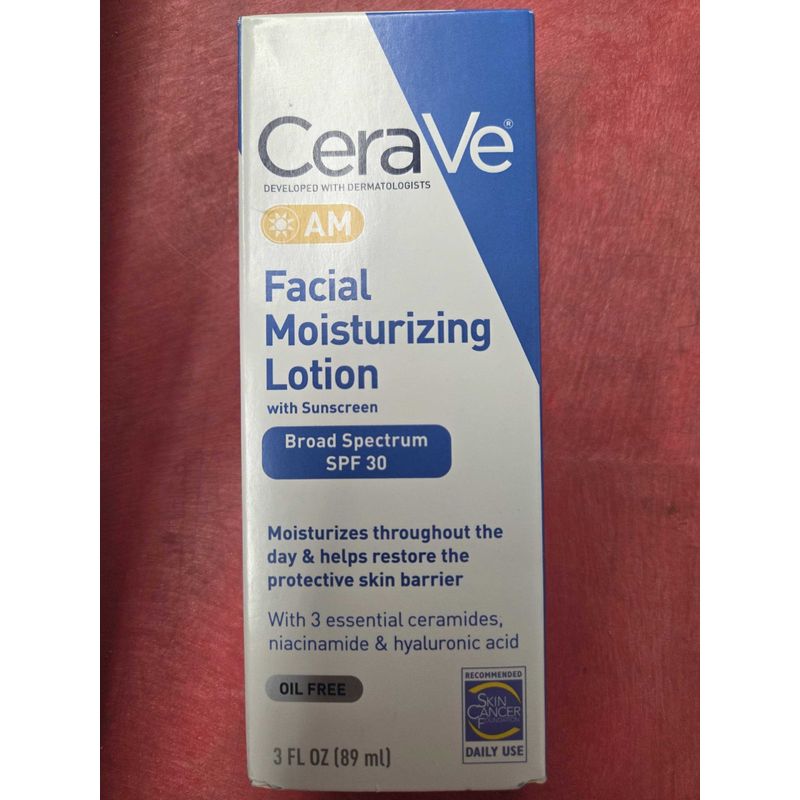 CeraVe®
DEVELOPED WITH DERMATOLOGISTS
AM
Facial
Moisturizing
Lotion
with Sunscreen
Broad Spectrum
SPF 30
Moisturizes throughout the
day & helps restore the
protective skin barrier
With 3 essential ceramides,
niacinamide & hyaluronic acid
OIL FREE
RECOMMENDED
SKIN
CANCER
FOUNDATION
DAILY USE
3 FL OZ (89 ml)